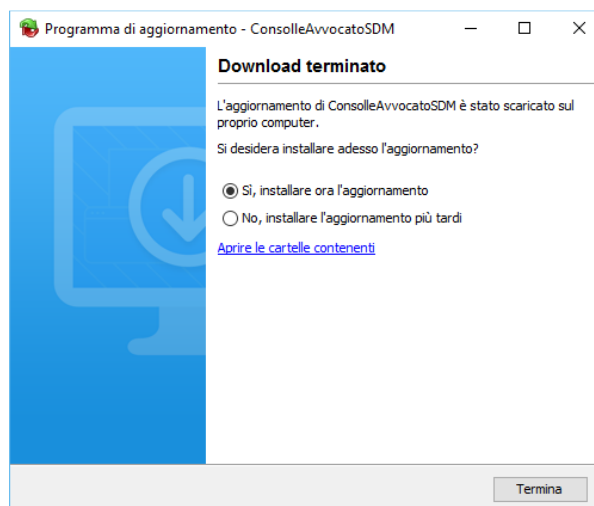 Programma di aggiornamento - ConsolleAvvocatoSDM
Download terminato
L'aggiornamento di ConsolleAvvocatoSDM è stato scaricato sul
proprio computer.
Si desidera installare adesso l'aggiornamento?
Sì, installare ora l'aggiornamento
No, installare l'aggiornamento più tardi
Aprire le cartelle contenenti
Termina